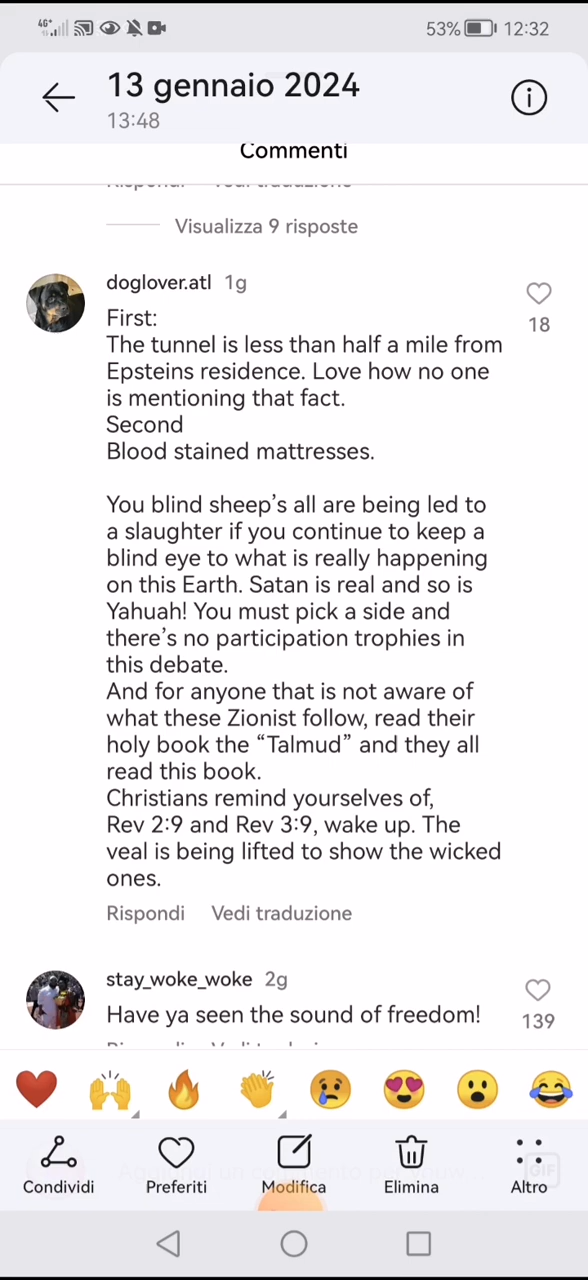 4G+
53% 12:32
13 gennaio 2024
13:48
Commenti
Rispondi Vedi traduzione
Visualizza 9 risposte
doglover.atl 1g
18
First:
The tunnel is less than half a mile from
Epsteins residence. Love how no one
is mentioning that fact.
Second
Blood stained mattresses.
You blind sheep's all are being led to
a slaughter if you continue to keep a
blind eye to what is really happening
on this Earth. Satan is real and so is
Yahuah! You must pick a side and
there's no participation trophies in
this debate.
And for anyone that is not aware of
what these Zionist follow, read their
holy book the “Talmud” and they all
read this book.
Christians remind yourselves of,
Rev 2:9 and Rev 3:9, wake up. The
veal is being lifted to show the wicked
ones.
Rispondi Vedi traduzione
stay_woke_woke 2g
Have ya seen the sound of freedom!
139
Condividi Preferiti Modifica Elimina Altro
GIF